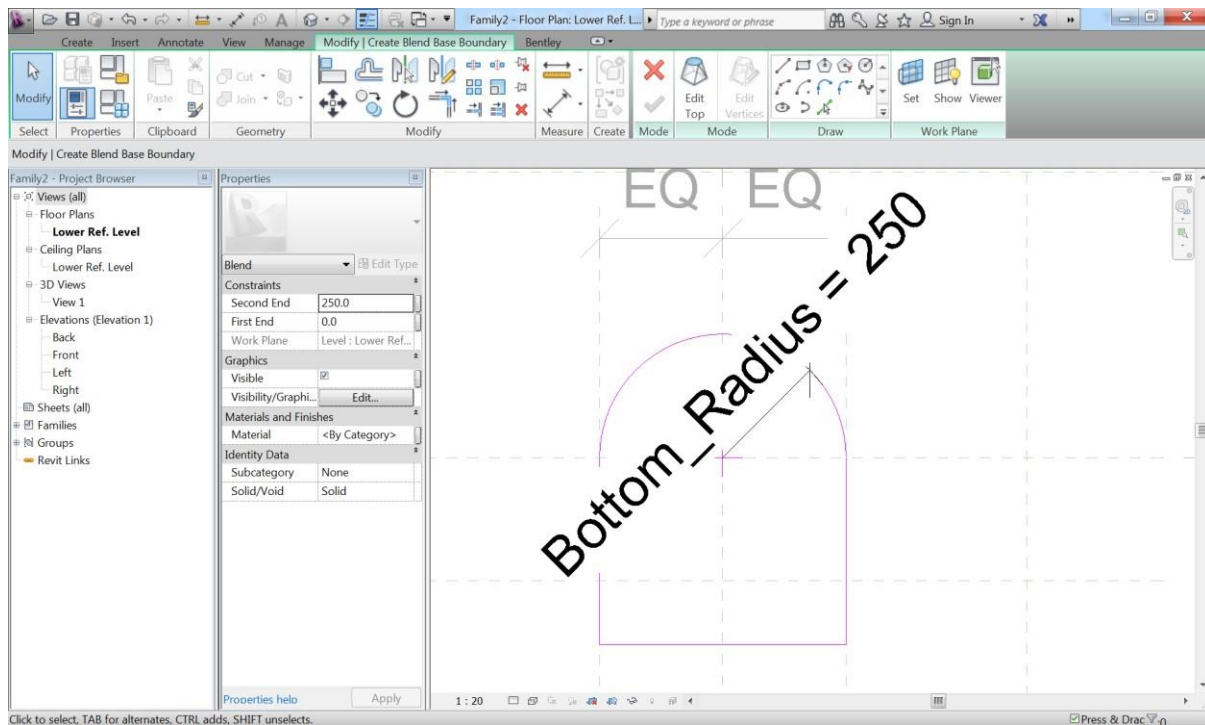 Family2 - Floor Plan: Lower Ref. L...
Type a keyword or phrase
Sign In
Create Insert Annotate View Manage Modify | Create Blend Base Boundary Bentley
Modify
Paste
Cut
Join
Edit Top
Edit Vertices
Set Show Viewer
Select Properties Clipboard Geometry Modify Measure Create Mode Mode Draw Work Plane
Modify | Create Blend Base Boundary
Family2 - Project Browser
Views (all)
Floor Plans
Lower Ref. Level
Ceiling Plans
Lower Ref. Level
3D Views
View 1
Elevations (Elevation 1)
Back
Front
Left
Right
Sheets (all)
Families
Groups
Revit Links
Properties
Blend Edit Type
Constraints
Second End 250.0
First End 0.0
Work Plane Level : Lower Ref...
Graphics
Visible
Visibility/Graphi... Edit...
Materials and Finishes
Material <By Category>
Identity Data
Subcategory None
Solid/Void Solid
Properties help Apply
EQ EQ
Bottom_Radius = 250
1 : 20
Click to select, TAB for alternates, CTRL adds, SHIFT unselects.
Press & Drag
:0